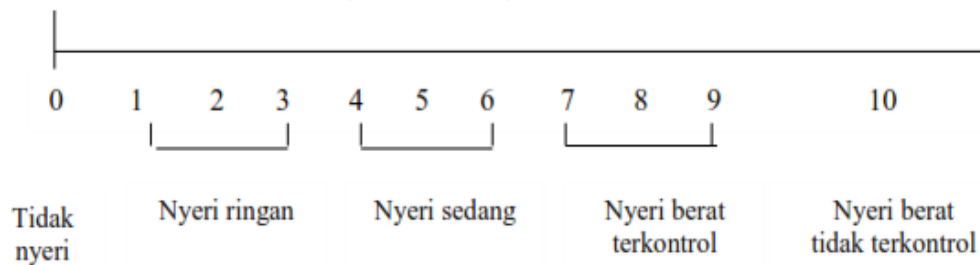 0 1 2 3 4 5 6 7 8 9 10
Tidak
nyeri
Nyeri ringan
Nyeri sedang
Nyeri berat
terkontrol
Nyeri berat
tidak terkontrol